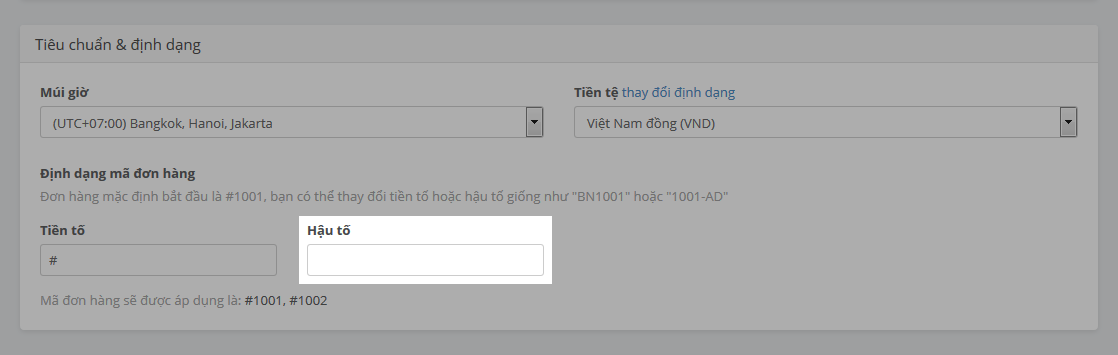 Tiêu chuẩn & định dạng
Múi giờ
Tiền tệ thay đổi định dạng
(UTC+07:00) Bangkok, Hanoi, Jakarta
Việt Nam đồng (VND)
Định dạng mã đơn hàng
Đơn hàng mặc định bắt đầu là #1001, bạn có thể thay đổi tiền tố hoặc hậu tố giống như "BN1001" hoặc "1001-AD"
Tiền tố
Hậu tố
#
Mã đơn hàng sẽ được áp dụng là: #1001, #1002